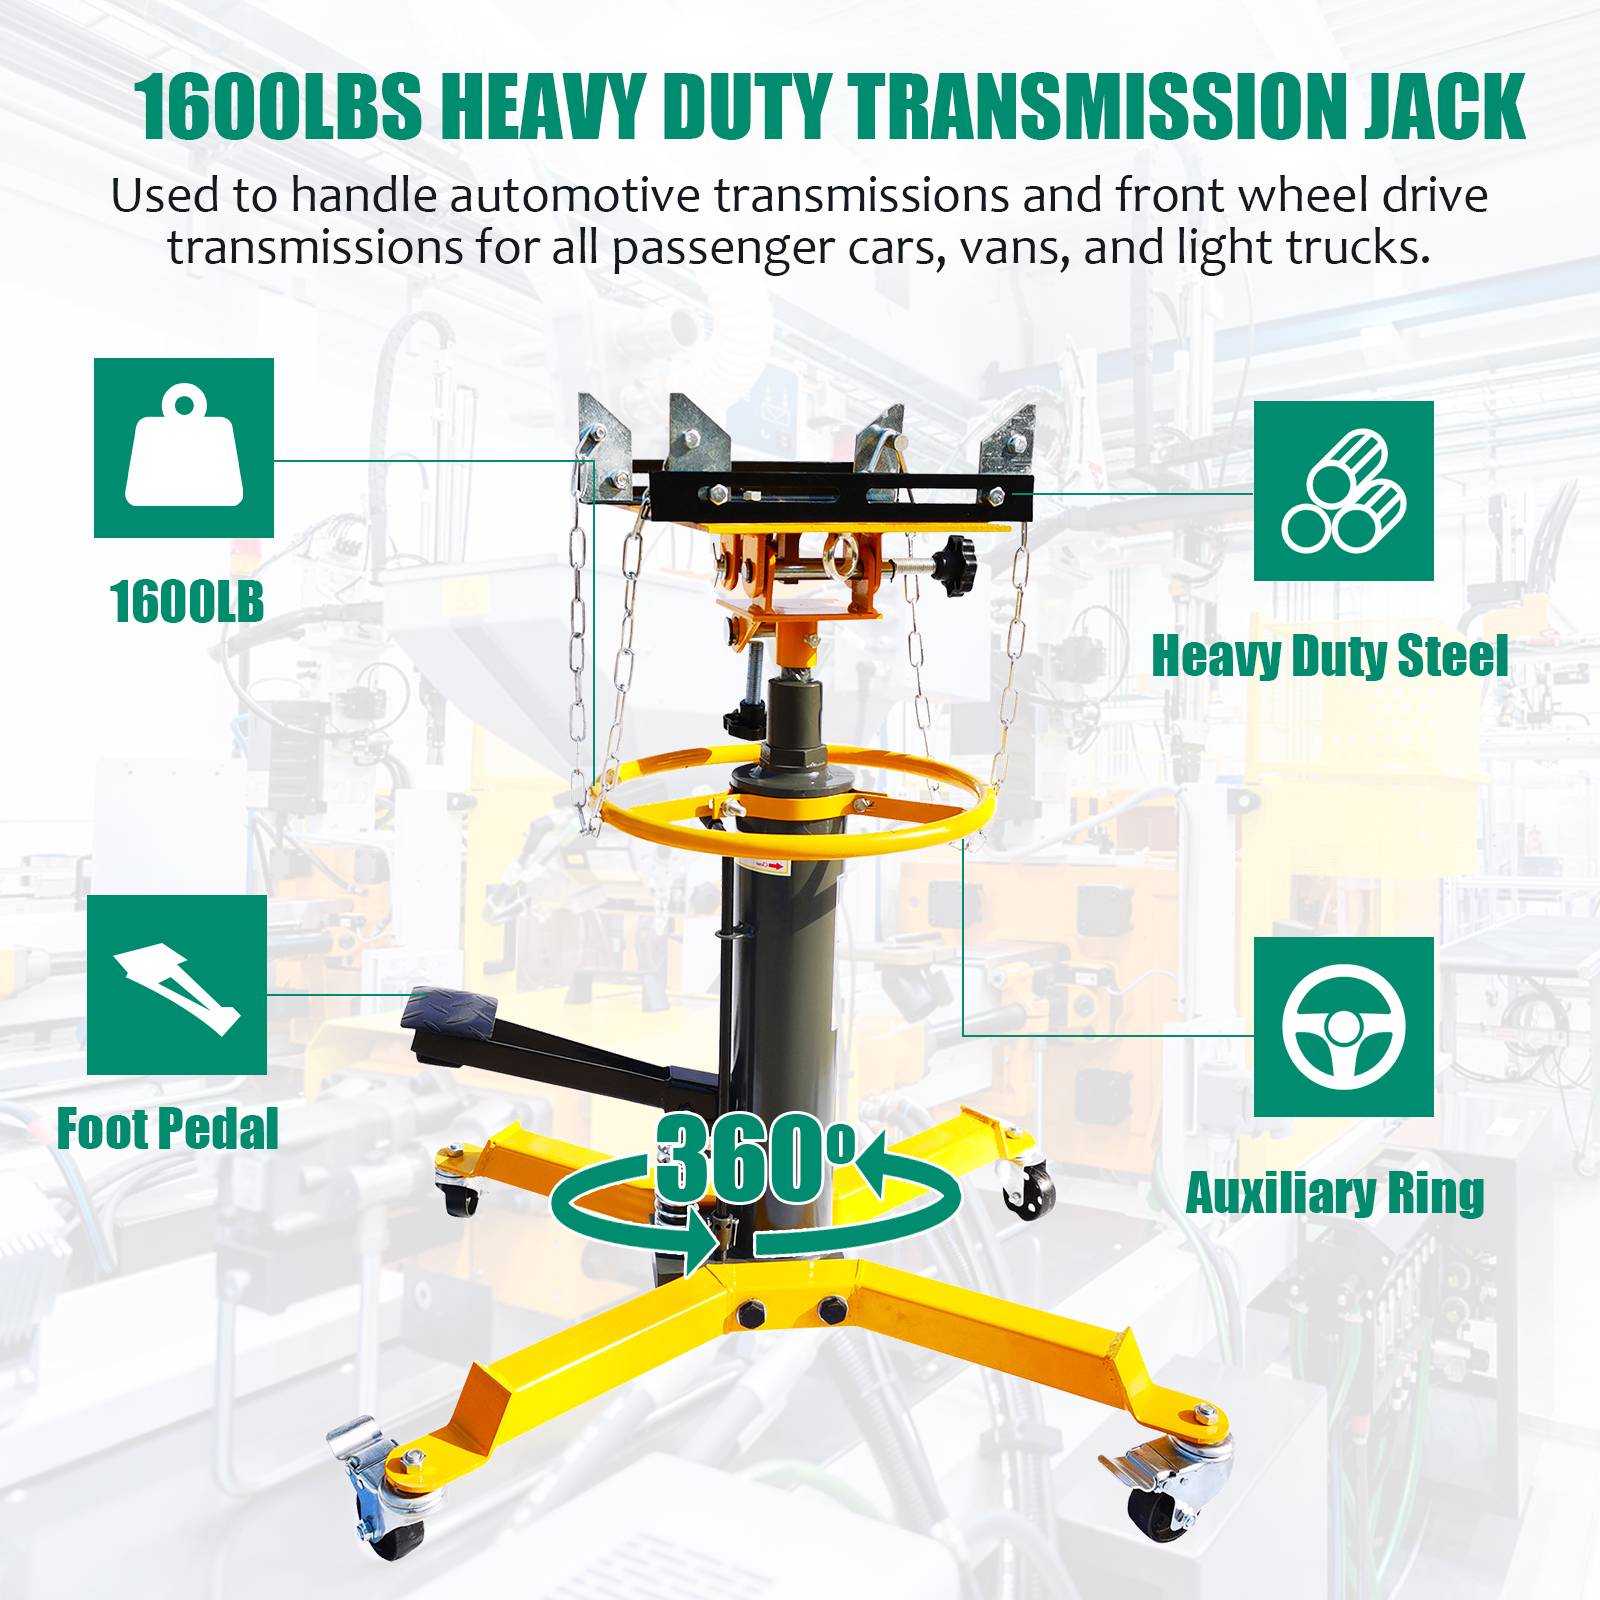 1600LBS HEAVY DUTY TRANSMISSION JACK
Used to handle automotive transmissions and front wheel drive
transmissions for all passenger cars, vans, and light trucks.
1600LB
Heavy Duty Steel
Foot Pedal
Auxiliary Ring
360º